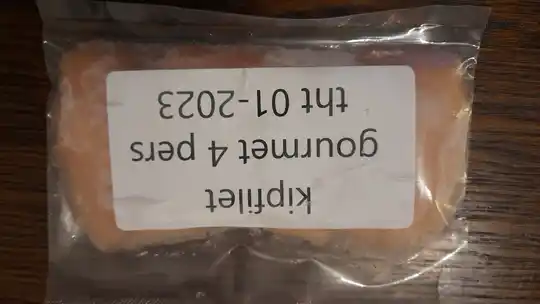 kipfilet
gourmet 4 pers
tht 01-2023